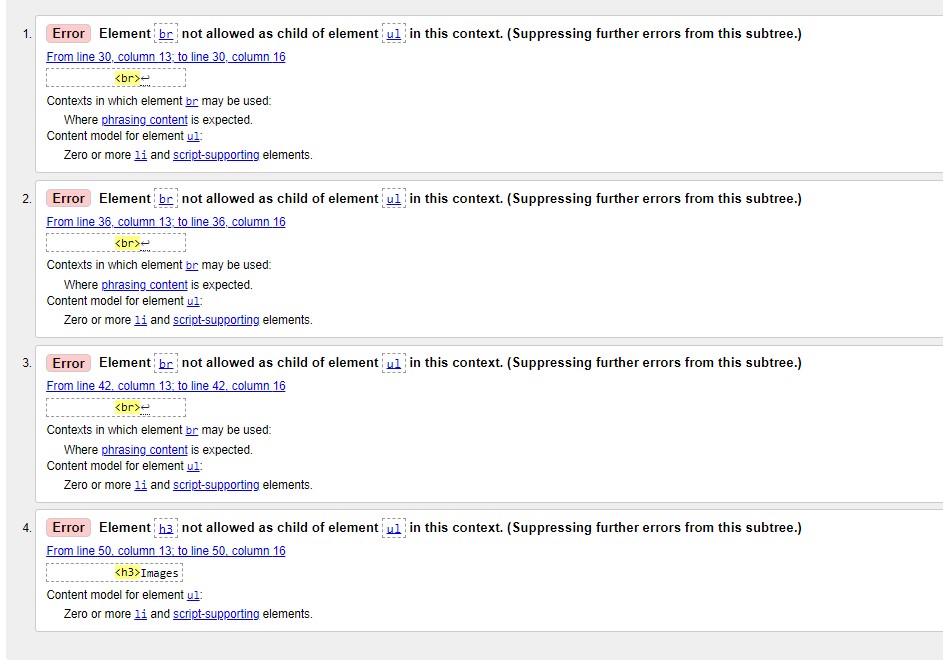 1. Error Element br not allowed as child of element ul in this context. (Suppressing further errors from this subtree.)
From line 30, column 13; to line 30, column 16
<br>↩
Contexts in which element br may be used:
Where phrasing content is expected.
Content model for element ul:
Zero or more li and script-supporting elements.
2. Error Element br not allowed as child of element ul in this context. (Suppressing further errors from this subtree.)
From line 36, column 13; to line 36, column 16
<br>↩
Contexts in which element br may be used:
Where phrasing content is expected.
Content model for element ul:
Zero or more li and script-supporting elements.
3. Error Element br not allowed as child of element ul in this context. (Suppressing further errors from this subtree.)
From line 42, column 13; to line 42, column 16
<br>↩
Contexts in which element br may be used:
Where phrasing content is expected.
Content model for element ul:
Zero or more li and script-supporting elements.
4. Error Element h3 not allowed as child of element ul in this context. (Suppressing further errors from this subtree.)
From line 50, column 13; to line 50, column 16
<h3>Images
Content model for element ul:
Zero or more li and script-supporting elements.